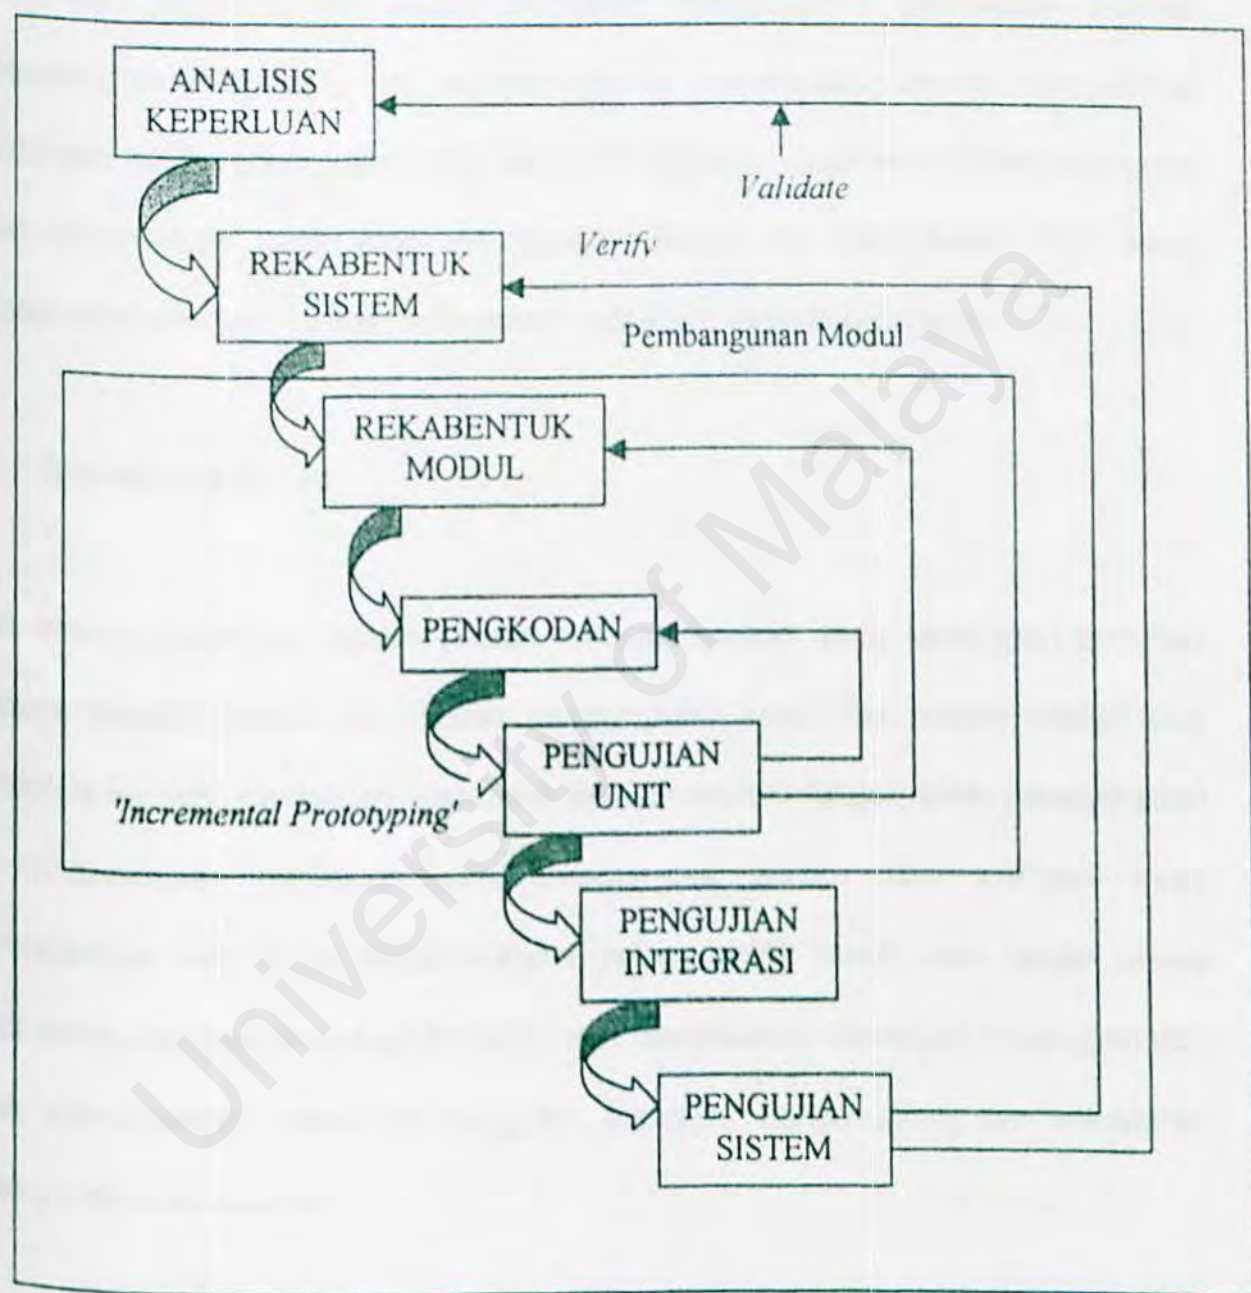 ANALISIS
KEPERLUAN
Validate
Verify
REKABENTUK
SISTEM
Pembangunan Modul
REKABENTUK
MODUL
PENGKODAN
PENGUJIAN
UNIT
'Incremental Prototyping'
PENGUJIAN
INTEGRASI
PENGUJIAN
SISTEM
University of Malaya